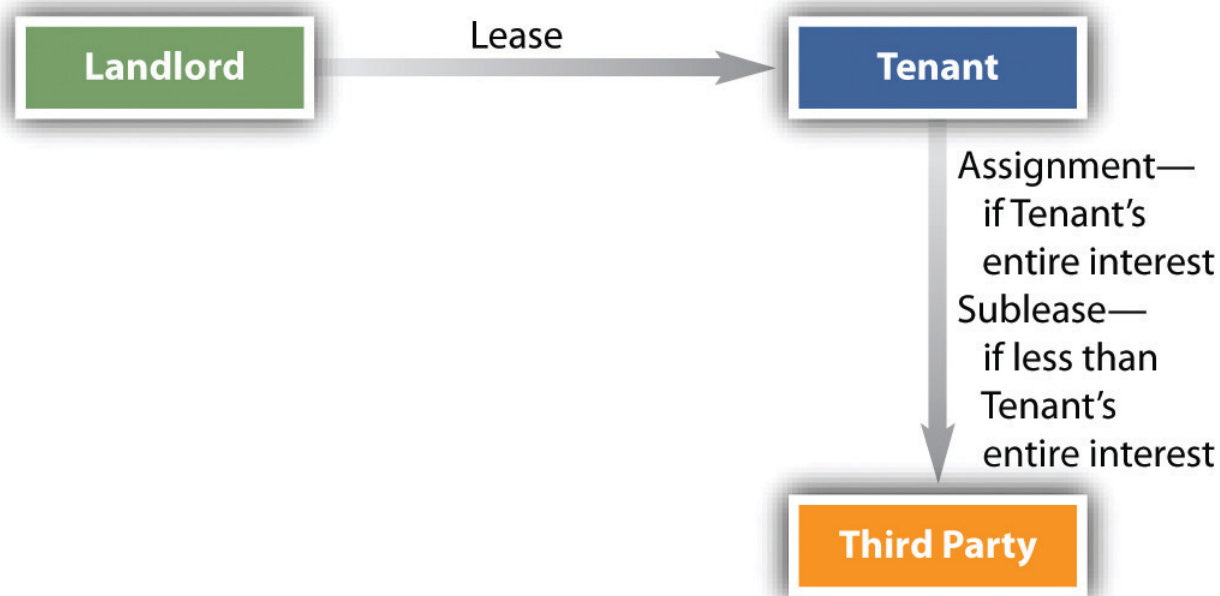 Landlord
Lease
Tenant
Assignment—
if Tenant’s
entire interest
Sublease—
if less than
Tenant’s
entire interest
Third Party